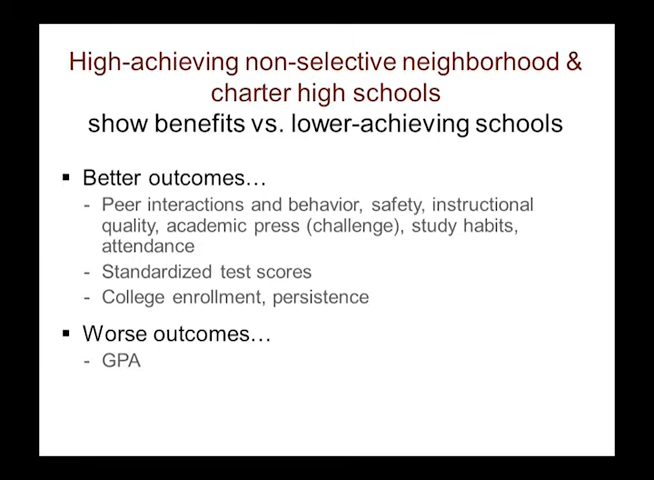 High-achieving non-selective neighborhood &
charter high schools
show benefits vs. lower-achieving schools
▪ Better outcomes…
- Peer interactions and behavior, safety, instructional
quality, academic press (challenge), study habits,
attendance
- Standardized test scores
- College enrollment, persistence
▪ Worse outcomes…
- GPA